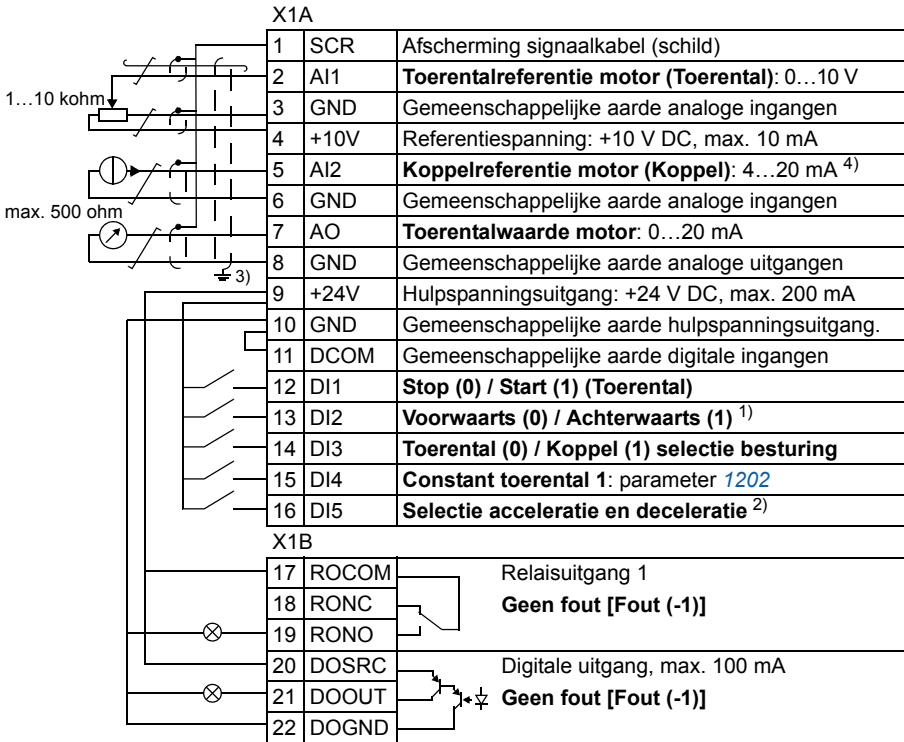 X1A
1 SCR Afscherming signaalkabel (schild)
2 AI1 Toerentalreferentie motor (Toerental): 0…10 V
1…10 kohm
3 GND Gemeenschappelijke aarde analoge ingangen
4 +10V Referentiespanning: +10 V DC, max. 10 mA
5 AI2 Koppelreferentie motor (Koppel): 4…20 mA 4)
6 GND Gemeenschappelijke aarde analoge ingangen
max. 500 ohm
7 AO Toerentalwaarde motor: 0…20 mA
8 GND Gemeenschappelijke aarde analoge uitgangen
3)
9 +24V Hulpspanningsuitgang: +24 V DC, max. 200 mA
10 GND Gemeenschappelijke aarde hulpspanningsuitgang.
11 DCOM Gemeenschappelijke aarde digitale ingangen
12 DI1 Stop (0) / Start (1) (Toerental)
13 DI2 Voorwaarts (0) / Achterwaarts (1) 1)
14 DI3 Toerental (0) / Koppel (1) selectie besturing
15 DI4 Constant toerental 1: parameter 1202
16 DI5 Selectie acceleratie en deceleratie 2)
X1B
17 ROCOM Relaisuitgang 1
18 RONC Geen fout [Fout (-1)]
19 RONO
20 DOSRC Digitale uitgang, max. 100 mA
21 DOOUT Geen fout [Fout (-1)]
22 DOGND